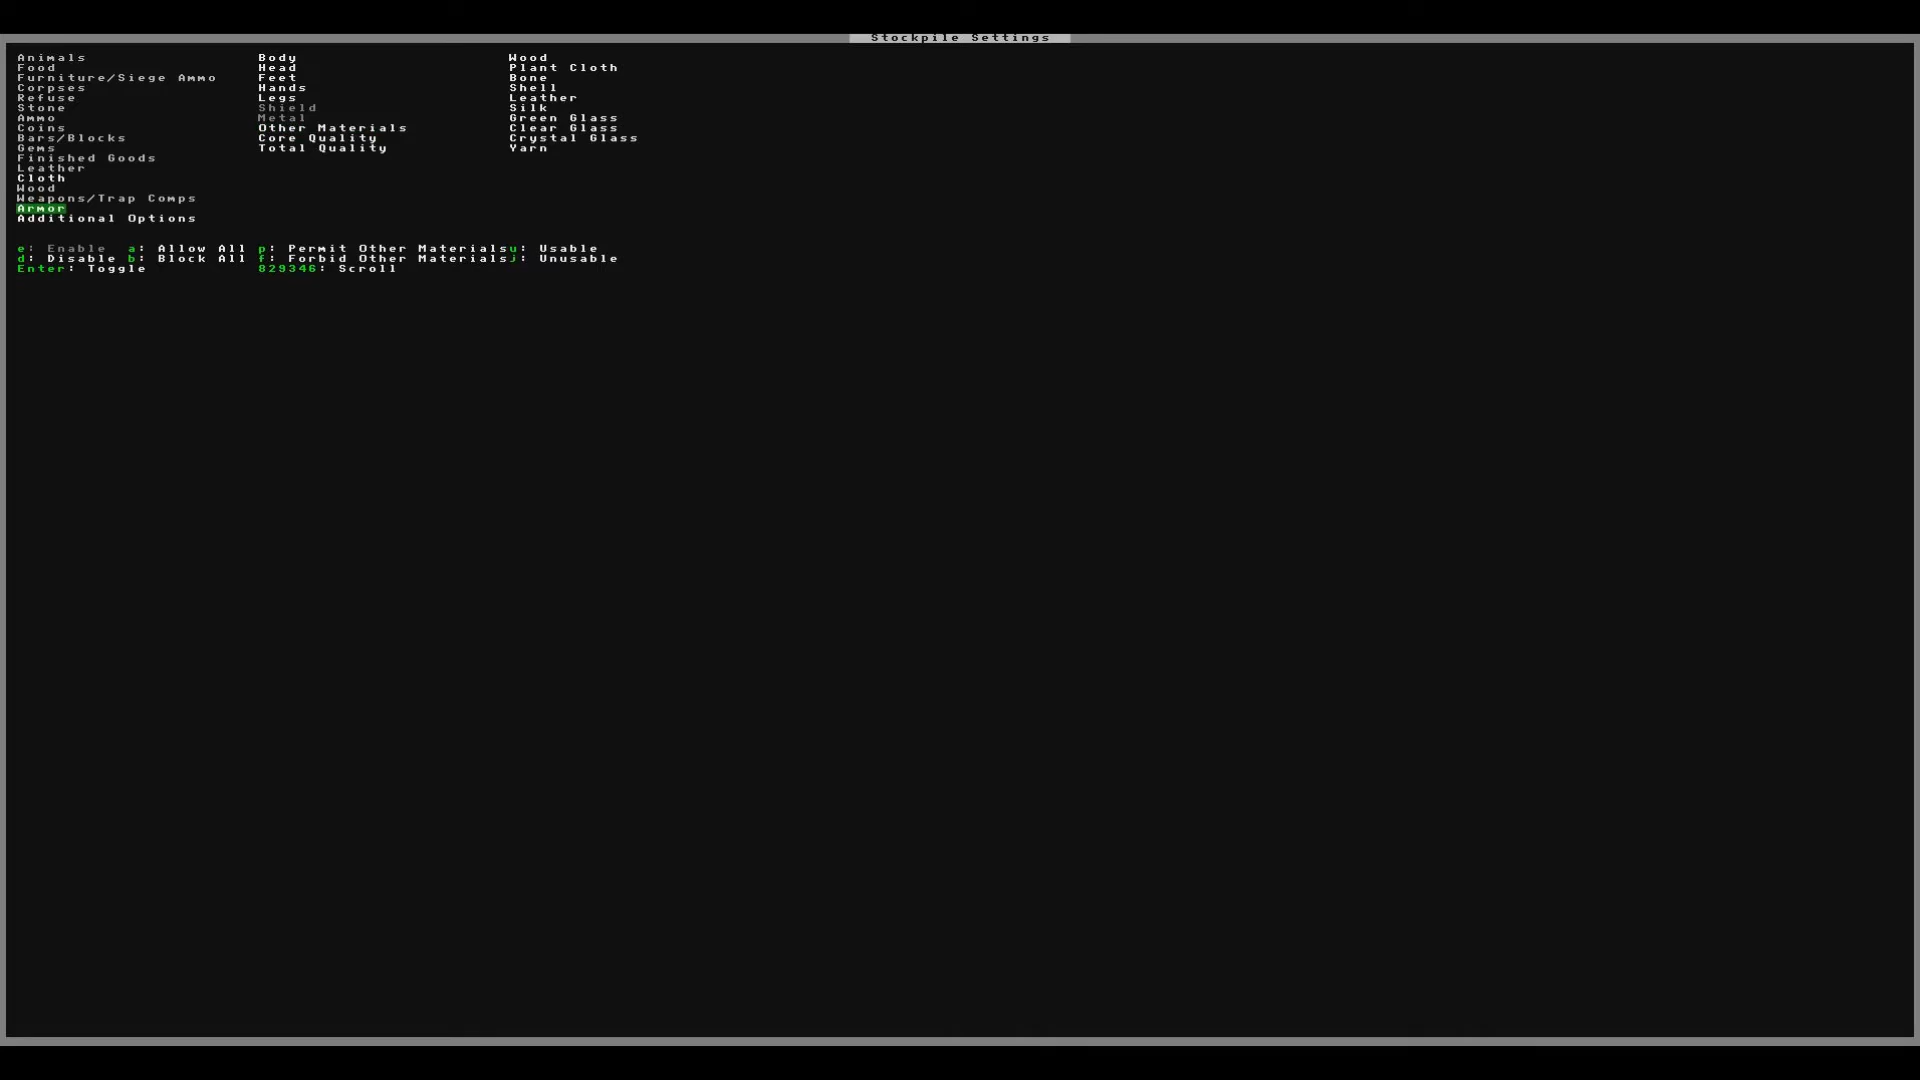 Stockpile Settings
Animals Body Wood
Food Head Plant Cloth
Furniture/Siege Ammo Feet Bone
Corpses Hands Shell
Refuse Legs Leather
Stone Shield Silk
Ammo Metal Green Glass
Coins Other Materials Clear Glass
Bars/Blocks Core Quality Crystal Glass
Gems Total Quality Yarn
Finished Goods
Leather
Cloth
Wood
Weapons/Trap Comps
Armor
Additional Options
e: Enable a: Allow All p: Permit Other Materialsu: Usable
d: Disable b: Block All f: Forbid Other Materialsj: Unusable
Enter: Toggle 829346: Scroll